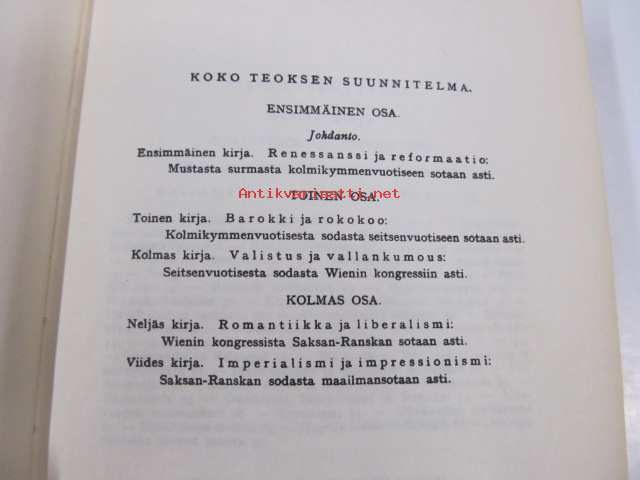 KOKO TEOKSEN SUUNNITELMA.
ENSIMMÄINEN OSA.
Johdanto.
Ensimmäinen kirja. Renessanssi ja reformaatio:
Mustasta surmasta kolmikymmenvuotiseen sotaan asti.
Antikvariaatti.net
TOINEN OSA.
Toinen kirja. Barokki ja rokokoo:
Kolmikymmenvuotisesta sodasta seitsenvuotiseen sotaan asti.
Kolmas kirja. Valistus ja vallankumous:
Seitsenvuotisesta sodasta Wienin kongressiin asti.
KOLMAS OSA.
Neljäs kirja. Romantiikka ja liberalismi:
Wienin kongressista Saksan-Ranskan sotaan asti.
Viides kirja. Imperialismi ja impressionismi:
Saksan-Ranskan sodasta maailmansotaan asti.